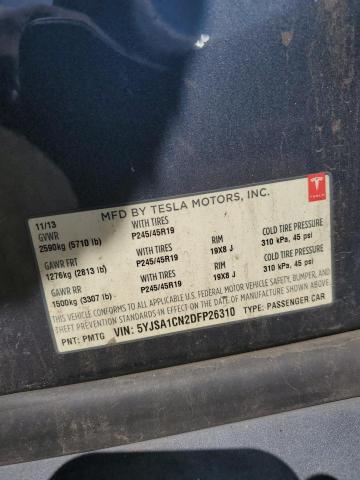 MFD BY TESLA MOTORS, INC.
TESLA
11/13
GVWR WITH TIRES
2590kg (5710 lb) P245/45R19
GAWR FRT WITH TIRES RIM COLD TIRE PRESSURE
1276kg (2813 lb) P245/45R19 19X8 J 310 kPa, 45 psi
GAWR RR WITH TIRES RIM COLD TIRE PRESSURE
1500kg (3307 lb) P245/45R19 19X8 J 310 kPa, 45 psi
THIS VEHICLE CONFORMS TO ALL APPLICABLE U.S. FEDERAL MOTOR VEHICLE SAFETY, BUMPER, AND
THEFT PREVENTION STANDARDS IN EFFECT ON THE DATE OF MANUFACTURE SHOWN ABOVE.
PNT: PMTG VIN: 5YJSA1CN2DFP26310 TYPE: PASSENGER CAR